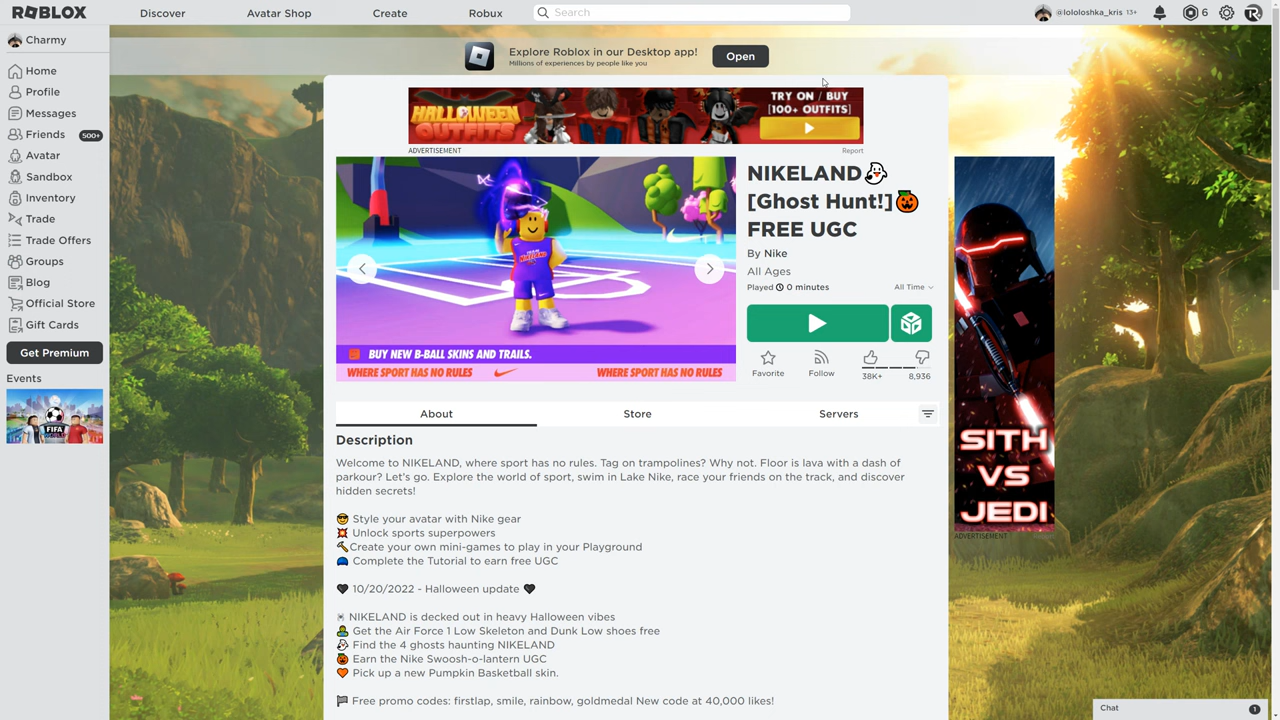 ROBLOX
Discover
Avatar Shop
Create
Robux
Search
@lololoshka_kris 13+
6
Charmy
Home
Profile
Messages
Friends
500+
Avatar
Sandbox
Inventory
Trade
Trade Offers
Groups
Blog
Official Store
Gift Cards
Get Premium
Events
FIFA
Explore Roblox in our Desktop app!
Millions of experiences by people like you
Open
HALLOWEEN
OUTFITS
TRY ON / BUY
[100+ OUTFITS]
ADVERTISEMENT
Report
TEAM
NIKELAND
BUY NEW B-BALL SKINS AND TRAILS.
WHERE SPORT HAS NO RULES
WHERE SPORT HAS NO RULES
NIKELAND👻
[Ghost Hunt!]🎃
FREE UGC
By Nike
All Ages
Played 0 minutes
All Time
Favorite
Follow
38K+
8,936
About
Store
Servers
Description
Welcome to NIKELAND, where sport has no rules. Tag on trampolines? Why not. Floor is lava with a dash of
parkour? Let's go. Explore the world of sport, swim in Lake Nike, race your friends on the track, and discover
hidden secrets!
😎 Style your avatar with Nike gear
💥 Unlock sports superpowers
🔨Create your own mini-games to play in your Playground
🧢 Complete the Tutorial to earn free UGC
🖤 10/20/2022 - Halloween update 🖤
🕷 NIKELAND is decked out in heavy Halloween vibes
🧟 Get the Air Force 1 Low Skeleton and Dunk Low shoes free
👻 Find the 4 ghosts haunting NIKELAND
🎃 Earn the Nike Swoosh-o-lantern UGC
🧡 Pick up a new Pumpkin Basketball skin.
🏁 Free promo codes: firstlap, smile, rainbow, goldmedal New code at 40,000 likes!
SITH
VS
JEDI
ADVERTISEMENT
Chat
1